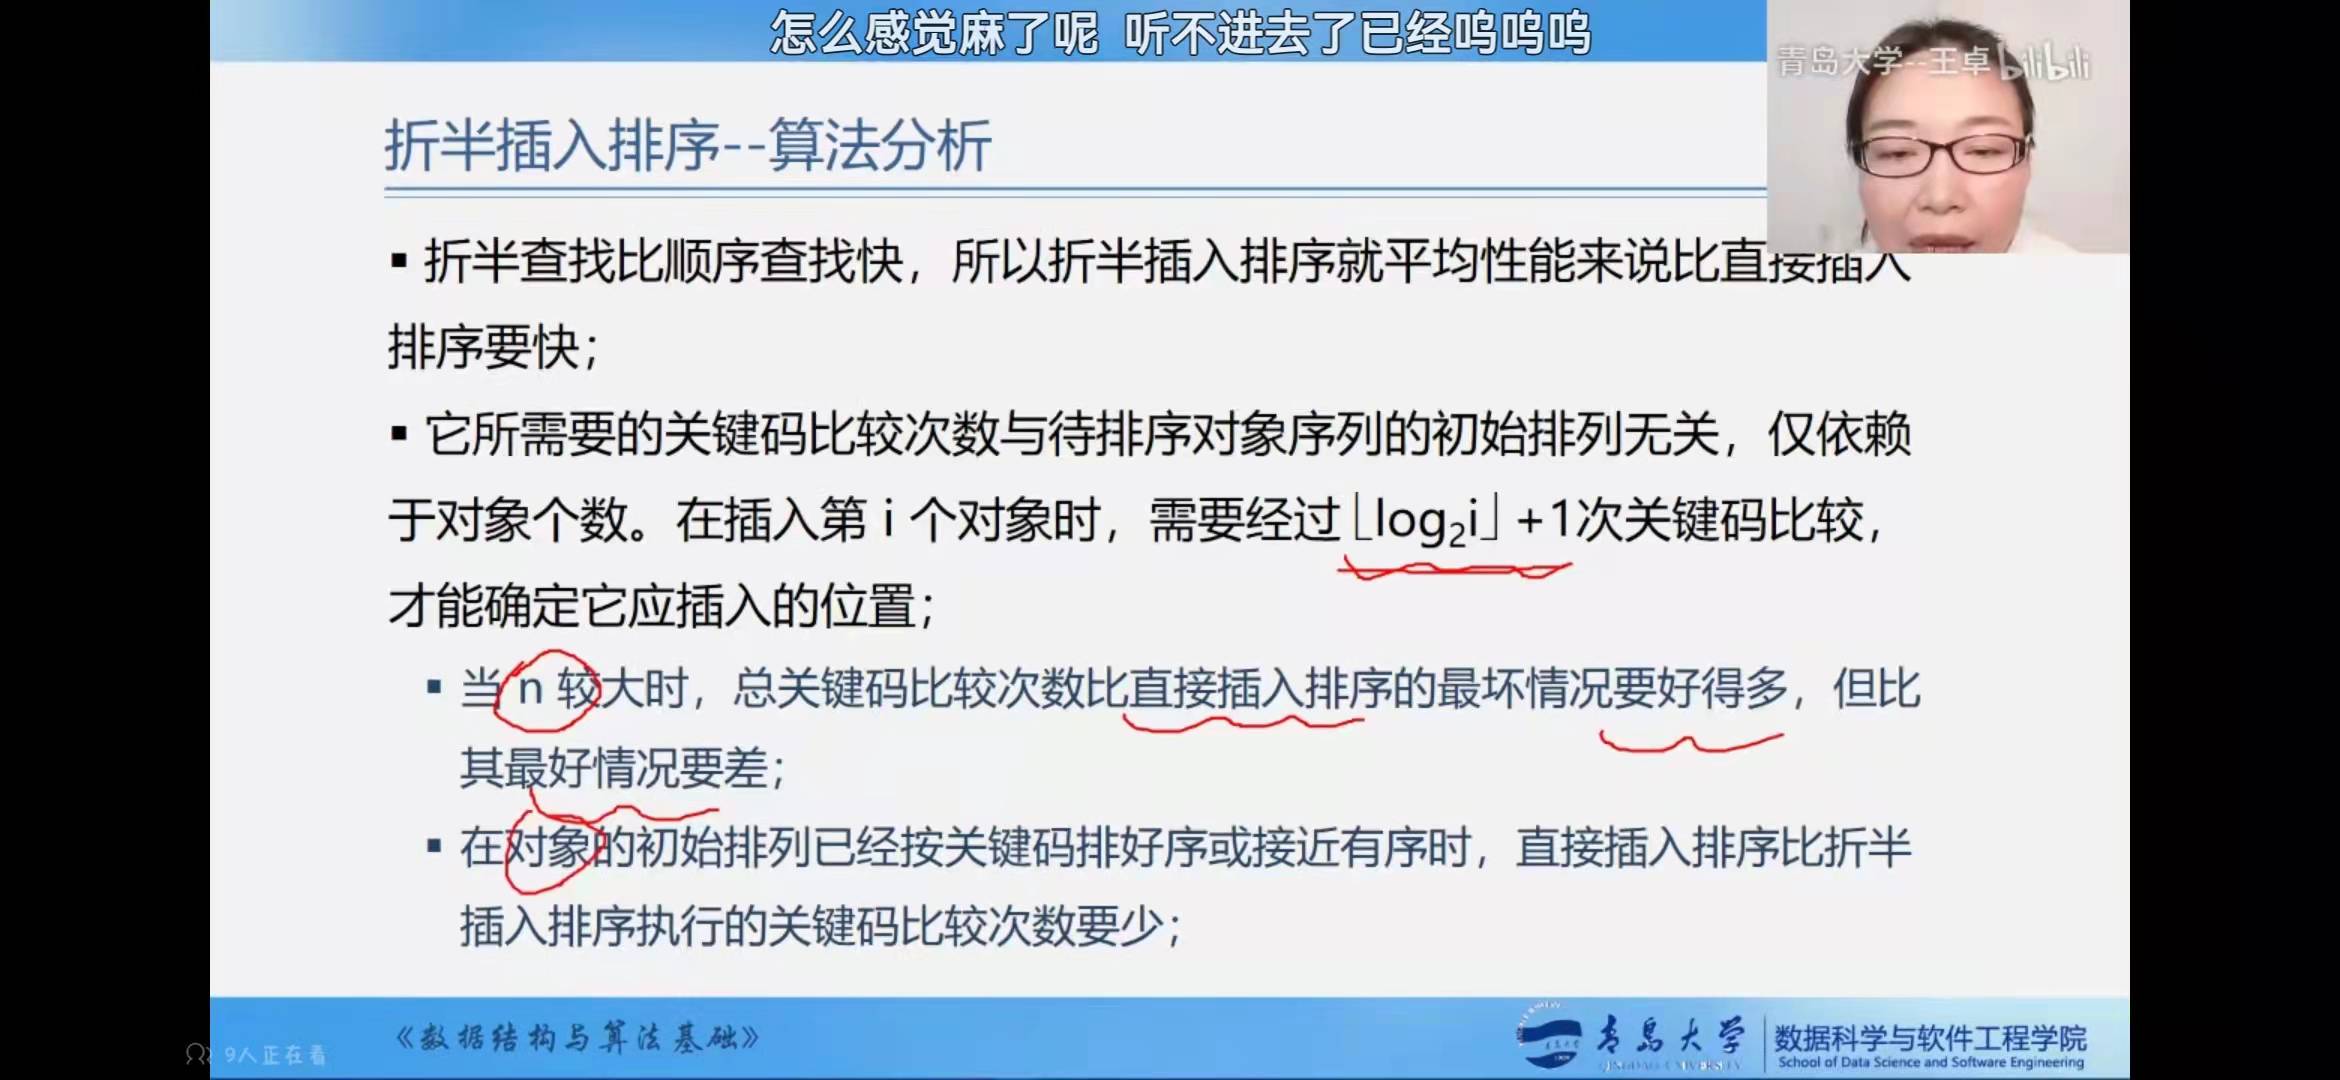 怎么感觉麻了呢 听不进去了已经呜呜呜
青岛大学--王卓 bilibili
折半插入排序--算法分析
▪ 折半查找比顺序查找快，所以折半插入排序就平均性能来说比直接插入
排序要快；
▪ 它所需要的关键码比较次数与待排序对象序列的初始排列无关，仅依赖
于对象个数。在插入第 i 个对象时，需要经过⌊log₂i⌋ +1次关键码比较，
才能确定它应插入的位置；
▪ 当 n 较大时，总关键码比较次数比直接插入排序的最坏情况要好得多，但比
其最好情况要差；
▪ 在对象的初始排列已经按关键码排好序或接近有序时，直接插入排序比折半
插入排序执行的关键码比较次数要少；
9人正在看
《数据结构与算法基础》
青岛大学
QINGDAO UNIVERSITY
数据科学与软件工程学院
School of Data Science and Software Engineering